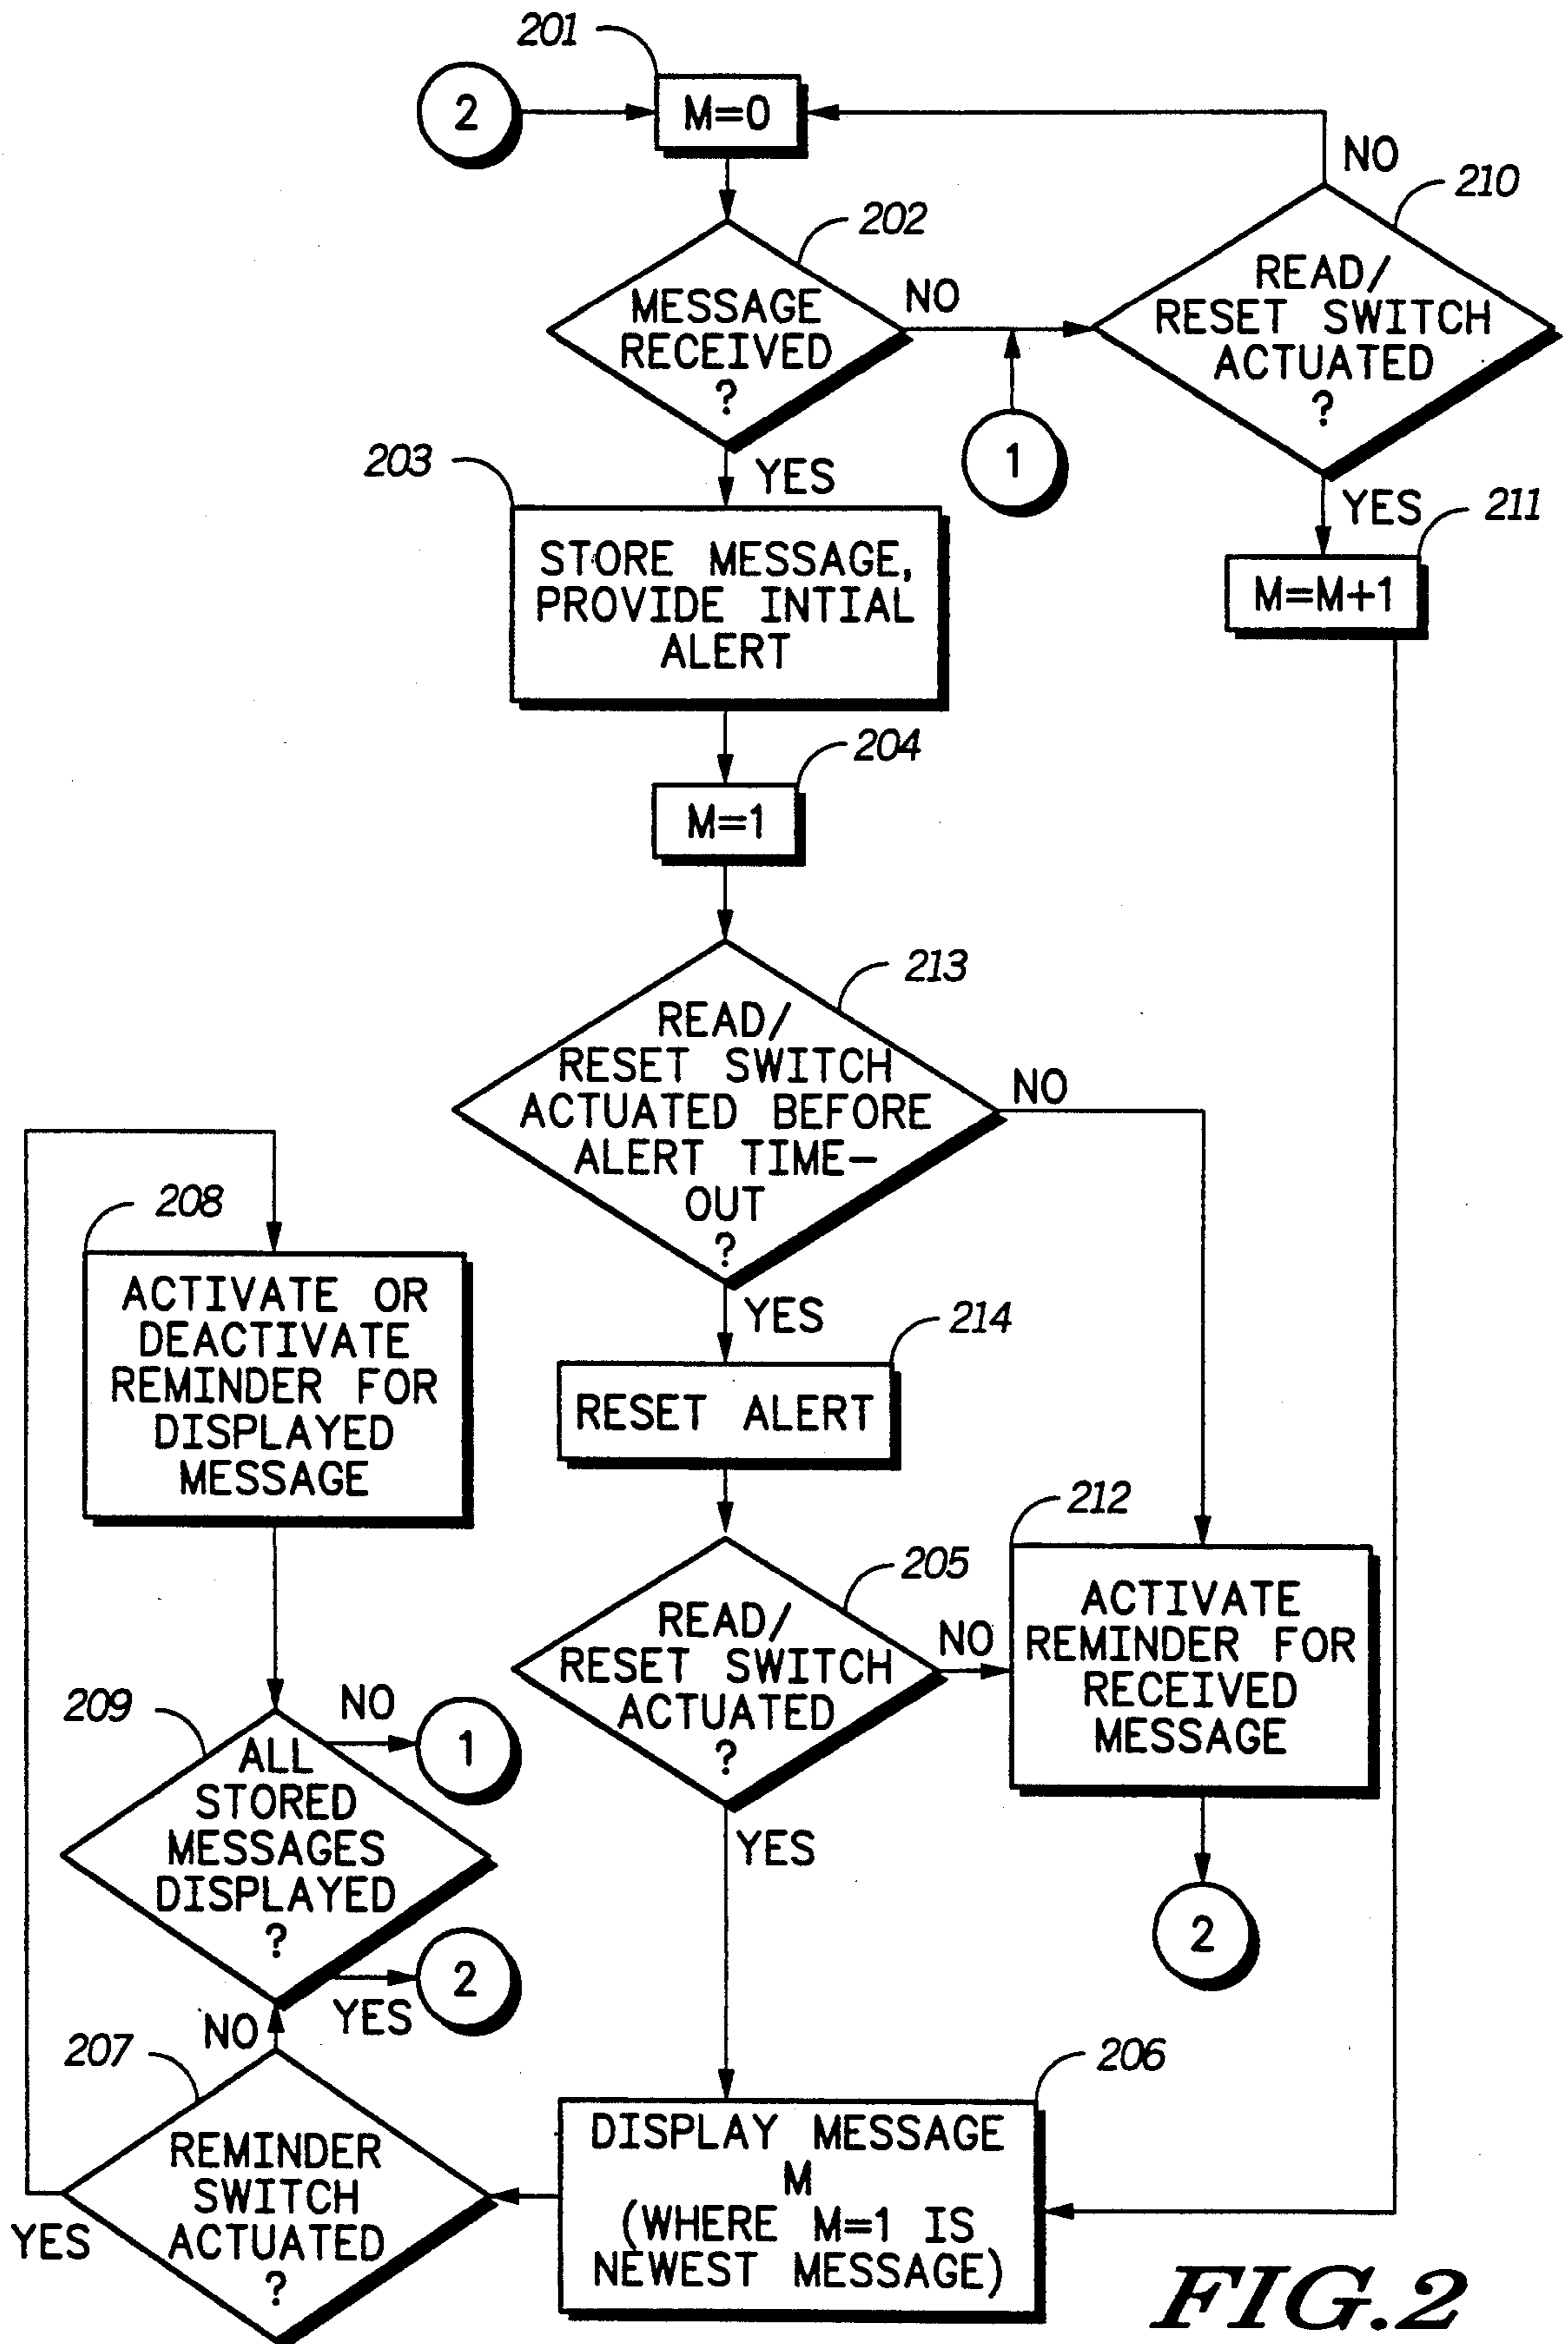 201
2
M=0
NO
210
202
MESSAGE
RECEIVED
?
NO
READ/
RESET SWITCH
ACTUATED
?
1
203
YES
YES
211
STORE MESSAGE,
PROVIDE INTIAL
ALERT
M=M+1
204
M=1
213
READ/
RESET SWITCH
ACTUATED BEFORE
ALERT TIME-
OUT
?
NO
208
ACTIVATE OR
DEACTIVATE
REMINDER FOR
DISPLAYED
MESSAGE
YES
214
RESET ALERT
212
205
READ/
RESET SWITCH
ACTUATED
?
NO
ACTIVATE
REMINDER FOR
RECEIVED
MESSAGE
209
NO
1
ALL
STORED
MESSAGES
DISPLAYED
?
YES
2
2
YES
NO
207
206
REMINDER
SWITCH
ACTUATED
?
YES
DISPLAY MESSAGE
M
(WHERE M=1 IS
NEWEST MESSAGE)
FIG.2